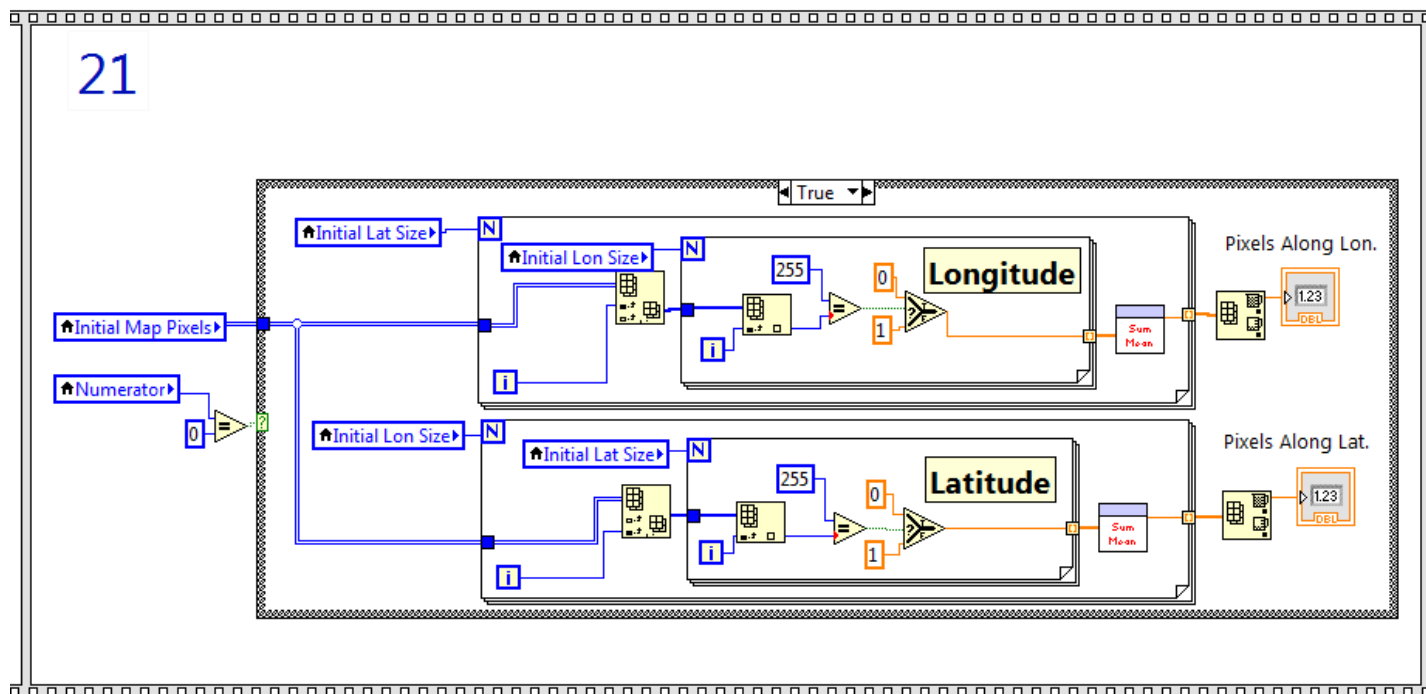 21
True
Initial Lat Size
N
Initial Lon Size
N
Pixels Along Lon.
255
0
Longitude
1.23
DBL
=
?
1
Sum
Mean
i
i
Initial Map Pixels
Numerator
0
=
?
Initial Lon Size
N
Initial Lat Size
N
Pixels Along Lat.
255
0
Latitude
1.23
DBL
=
?
1
Sum
Mean
i
i